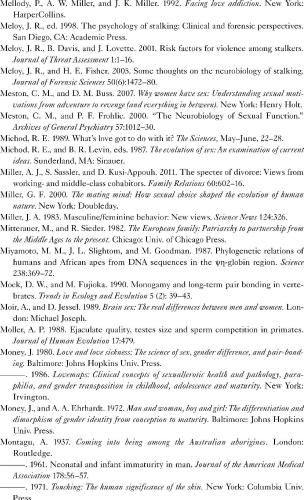 Mellody, P., A. W. Miller, and J. K. Miller. 1992. Facing love addiction. New York:
HarperCollins.
Meloy, J. R., ed. 1998. The psychology of stalking: Clinical and forensic perspectives.
San Diego, CA: Academic Press.
Meloy, J. R., B. Davis, and J. Lovette. 2001. Risk factors for violence among stalkers.
Journal of Threat Assessment 1:1–16.
Meloy, J. R., and H. E. Fisher. 2005. Some thoughts on the neurobiology of stalking.
Journal of Forensic Sciences 50(6):1472–80.
Meston, C. M., and D. M. Buss. 2007. Why women have sex: Understanding sexual moti-
vations from adventure to revenge (and everything in between). New York: Henry Holt.
Meston, C. M., and P. F. Frohlic. 2000. “The Neurobiology of Sexual Function.”
Archives of General Psychiatry 57:1012–30.
Michod, R. E. 1989. What’s love got to do with it? The Sciences, May–June, 22–28.
Michod, R. E., and B. R. Levin, eds. 1987. The evolution of sex: An examination of current
ideas. Sunderland, MA: Sinauer.
Miller, A. J., S. Sassler, and D. Kusi-Appouh. 2011. The specter of divorce: Views from
working- and middle-class cohabitors. Family Relations 60:602–16.
Miller, G. F. 2000. The mating mind: How sexual choice shaped the evolution of human
nature. New York: Doubleday.
Miller, J. A. 1983. Masculine/feminine behavior: New views. Science News 124:326.
Mitterauer, M., and R. Sieder. 1982. The European family: Patriarchy to partnership from
the Middle Ages to the present. Chicago: Univ. of Chicago Press.
Miyamoto, M. M., J. L. Slightom, and M. Goodman. 1987. Phylogenetic relations of
humans and African apes from DNA sequences in the ψη-globin region. Science
238:369–72.
Mock, D. W., and M. Fujioka. 1990. Monogamy and long-term pair bonding in verte-
brates. Trends in Ecology and Evolution 5 (2): 39–43.
Moir, A., and D. Jessel. 1989. Brain sex: The real differences between men and women. Lon-
don: Michael Joseph.
Moller, A. P. 1988. Ejaculate quality, testes size and sperm competition in primates.
Journal of Human Evolution 17:479.
Money, J. 1980. Love and love sickness: The science of sex, gender difference, and pair-bond-
ing. Baltimore: Johns Hopkins Univ. Press.
———. 1986. Lovemaps: Clinical concepts of sexual/erotic health and pathology, para-
philia, and gender transposition in childhood, adolescence and maturity. New York:
Irvington.
Money, J., and A. A. Ehrhardt. 1972. Man and woman, boy and girl: The differentiation and
dimorphism of gender identity from conception to maturity. Baltimore: Johns Hopkins
Univ. Press.
Montagu, A. 1937. Coming into being among the Australian aborigines. London:
Routledge.
———. 1961. Neonatal and infant immaturity in man. Journal of the American Medical
Association 178:56–57.
———. 1971. Touching: The human significance of the skin. New York: Columbia Univ.
Press.